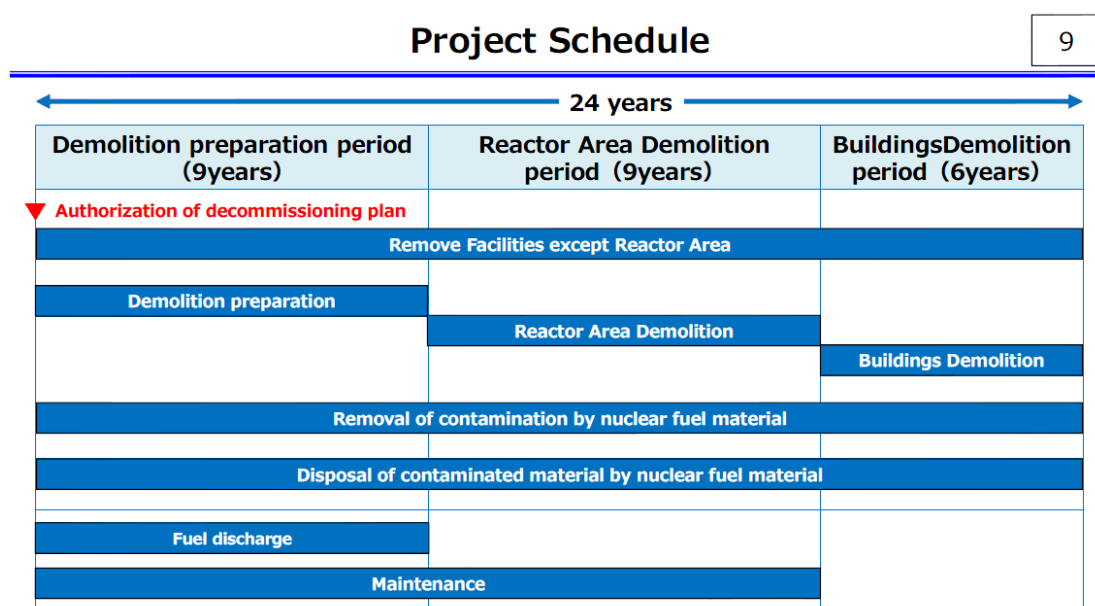 Project Schedule
9
24 years
Demolition preparation period
（9years）
Reactor Area Demolition
period（9years）
BuildingsDemolition
period（6years）
Authorization of decommissioning plan
Remove Facilities except Reactor Area
Demolition preparation
Reactor Area Demolition
Buildings Demolition
Removal of contamination by nuclear fuel material
Disposal of contaminated material by nuclear fuel material
Fuel discharge
Maintenance